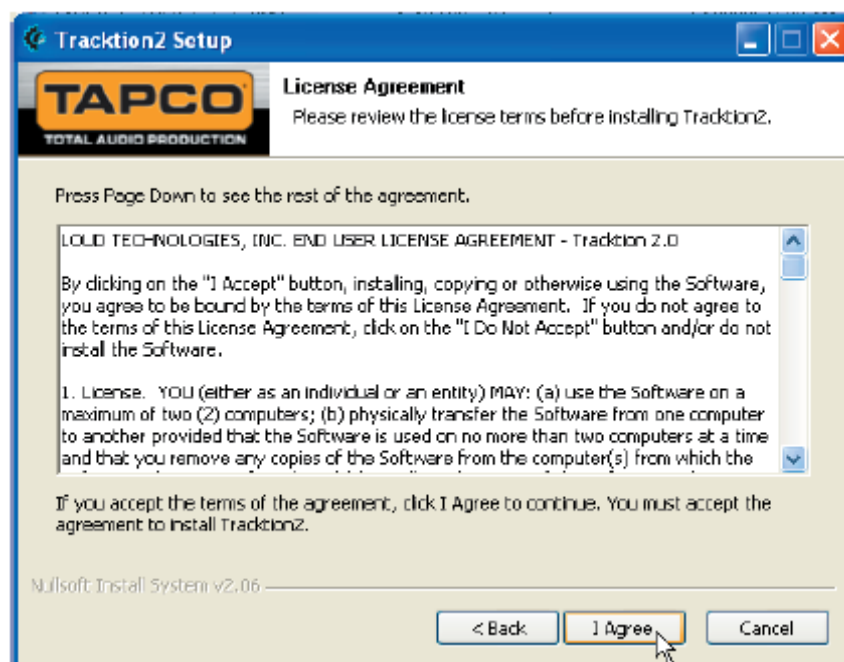 Tracktion2 Setup
TAPCO
TOTAL AUDIO PRODUCTION
License Agreement
Please review the license terms before installing Tracktion2.
Press Page Down to see the rest of the agreement.
LOUD TECHNOLOGIES, INC. END USER LICENSE AGREEMENT - Tracktion 2.0
By clicking on the "I Accept" button, installing, copying or otherwise using the Software,
you agree to be bound by the terms of this License Agreement. If you do not agree to
the terms of this License Agreement, click on the "I Do Not Accept" button and/or do not
install the Software.
1. License. YOU (either as an individual or an entity) MAY: (a) use the Software on a
maximum of two (2) computers; (b) physically transfer the Software from one computer
to another provided that the Software is used on no more than two computers at a time
and that you remove any copies of the Software from the computer(s) from which the
If you accept the terms of the agreement, click I Agree to continue. You must accept the
agreement to install Tracktion2.
Nullsoft Install System v2.06
< Back
I Agree
Cancel